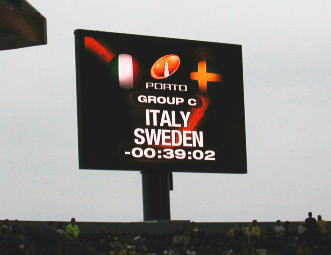 PORTO
GROUP C
ITALY
SWEDEN
-00:39:02